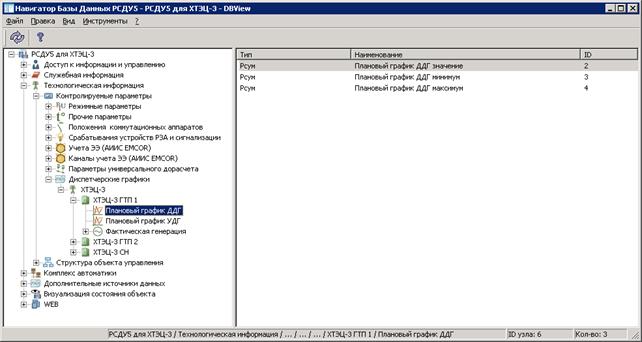 Навигатор Базы Данных РСДУ5 - РСДУ5 для ХТЭЦ-3 - DBView
Файл Правка Вид Инструменты ?
РСДУ5 для ХТЭЦ-3
Доступ к информации и управлению
Служебная информация
Технологическая информация
Контролируемые параметры
Режимные параметры
Прочие параметры
Положения коммутационных аппаратов
Срабатывания устройств РЗА и сигнализации
Учета ЭЭ (АИИС EMCOR)
Каналы учета ЭЭ (АИИС EMCOR)
Параметры универсального дорасчета
Диспетчерские графики
ХТЭЦ-3
ХТЭЦ-3 ГТП 1
Плановый график ДДГ
Плановый график УДГ
Фактическая генерация
ХТЭЦ-3 ГТП 2
ХТЭЦ-3 СН
Структура объекта управления
Комплекс автоматики
Дополнительные источники данных
Визуализация состояния объекта
WEB
Тип Наименование ID
Pсум Плановый график ДДГ значение 2
Pсум Плановый график ДДГ минимум 3
Pсум Плановый график ДДГ максимум 4
РСДУ5 для ХТЭЦ-3 / Технологическая информация / ... / ... / ... / ХТЭЦ-3 ГТП 1 / Плановый график ДДГ ID узла: 6 Кол-во: 3